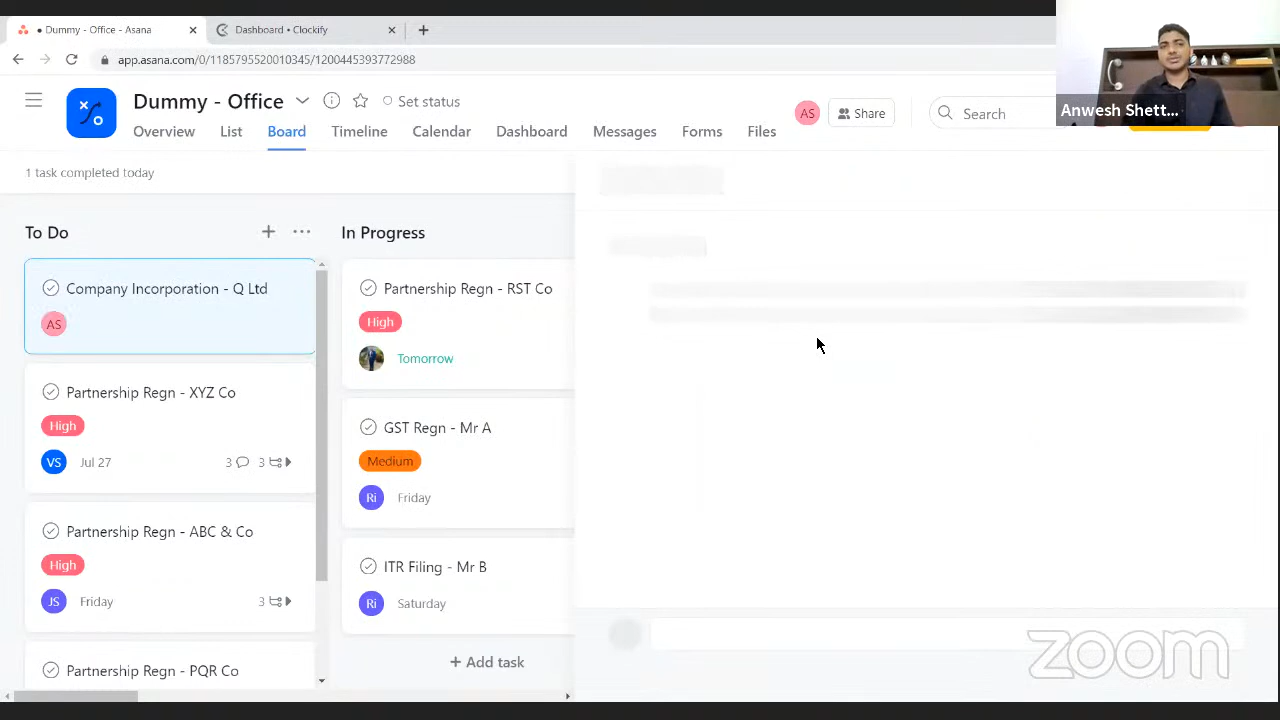 • Dummy - Office - Asana
Dashboard • Clockify
app.asana.com/0/1185795520010345/1200445393772988
Dummy - Office
Set status
AS
Share
Search
Anwesh Shett...
Overview
List
Board
Timeline
Calendar
Dashboard
Messages
Forms
Files
1 task completed today
To Do
Company Incorporation - Q Ltd
AS
Partnership Regn - XYZ Co
High
VS
Jul 27
3
3
Partnership Regn - ABC & Co
High
JS
Friday
3
Partnership Regn - PQR Co
In Progress
Partnership Regn - RST Co
High
Tomorrow
GST Regn - Mr A
Medium
Ri
Friday
ITR Filing - Mr B
Ri
Saturday
+ Add task
zoom